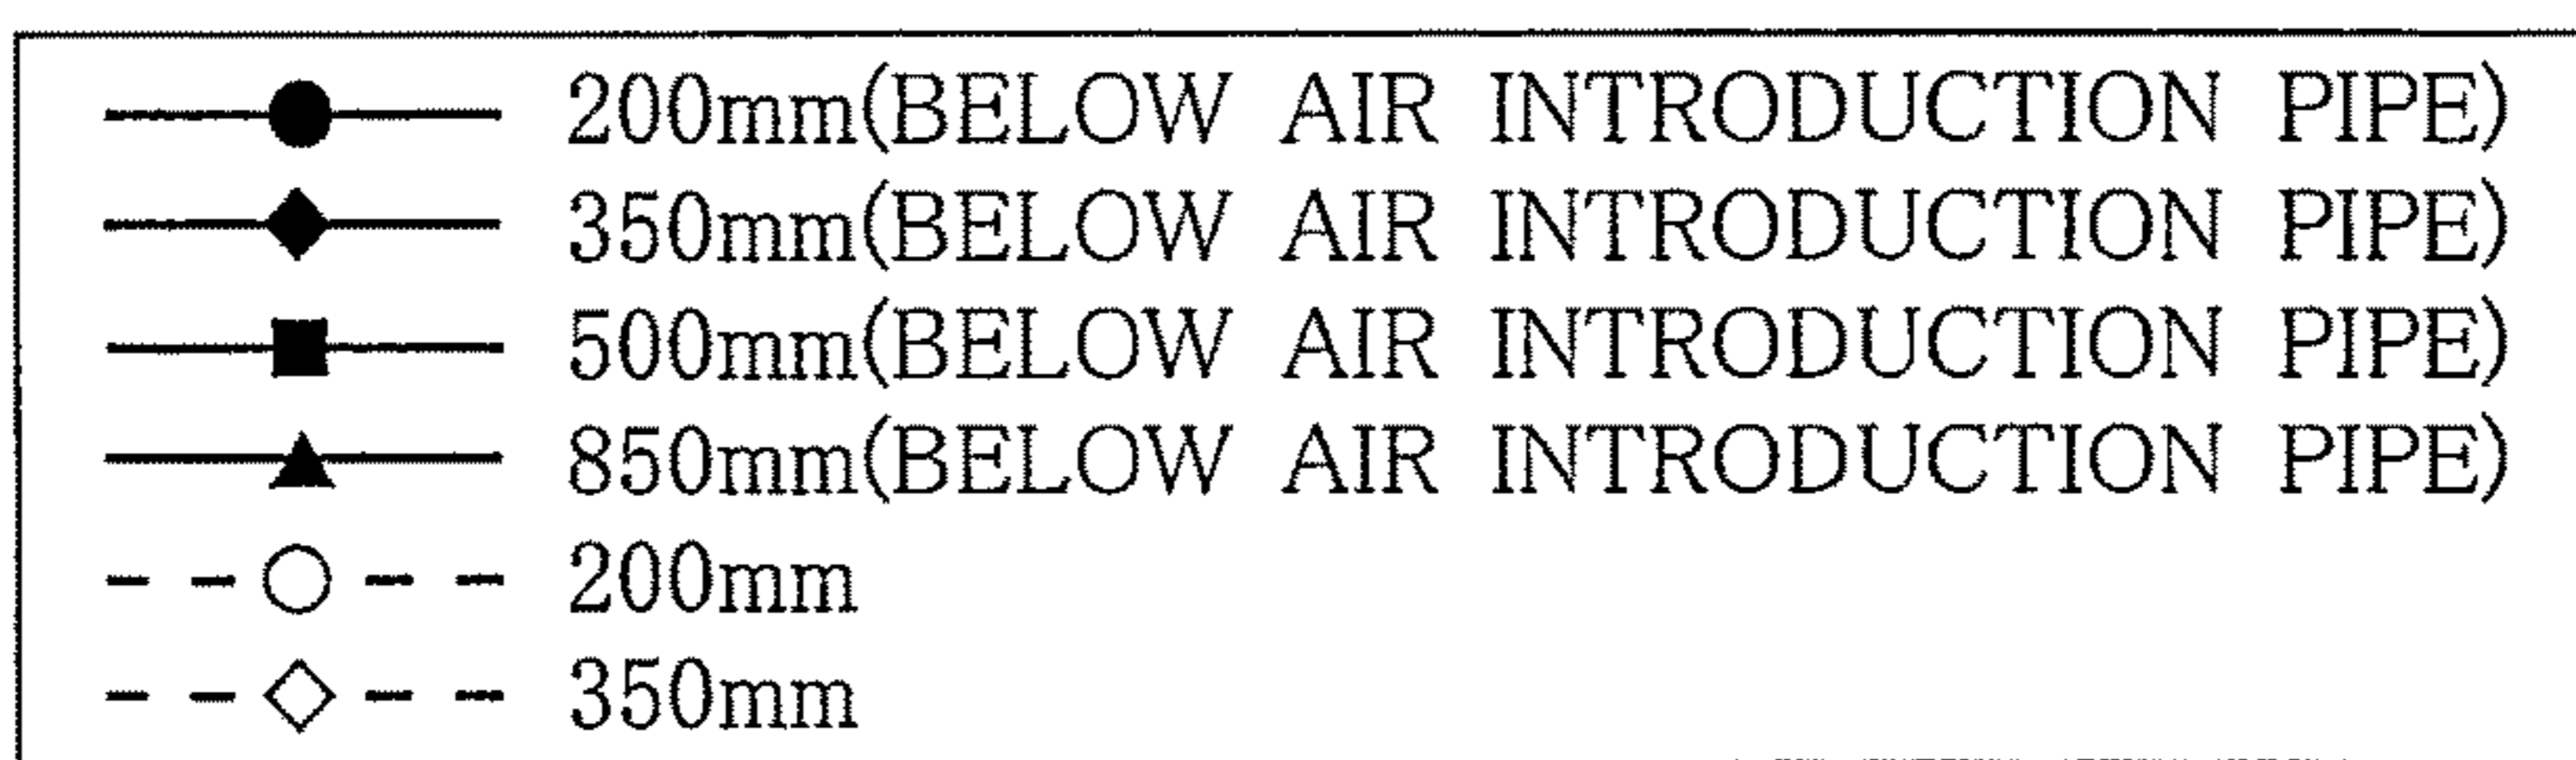 200mm(BELOW AIR INTRODUCTION PIPE)
350mm(BELOW AIR INTRODUCTION PIPE)
500mm(BELOW AIR INTRODUCTION PIPE)
850mm(BELOW AIR INTRODUCTION PIPE)
200mm
350mm